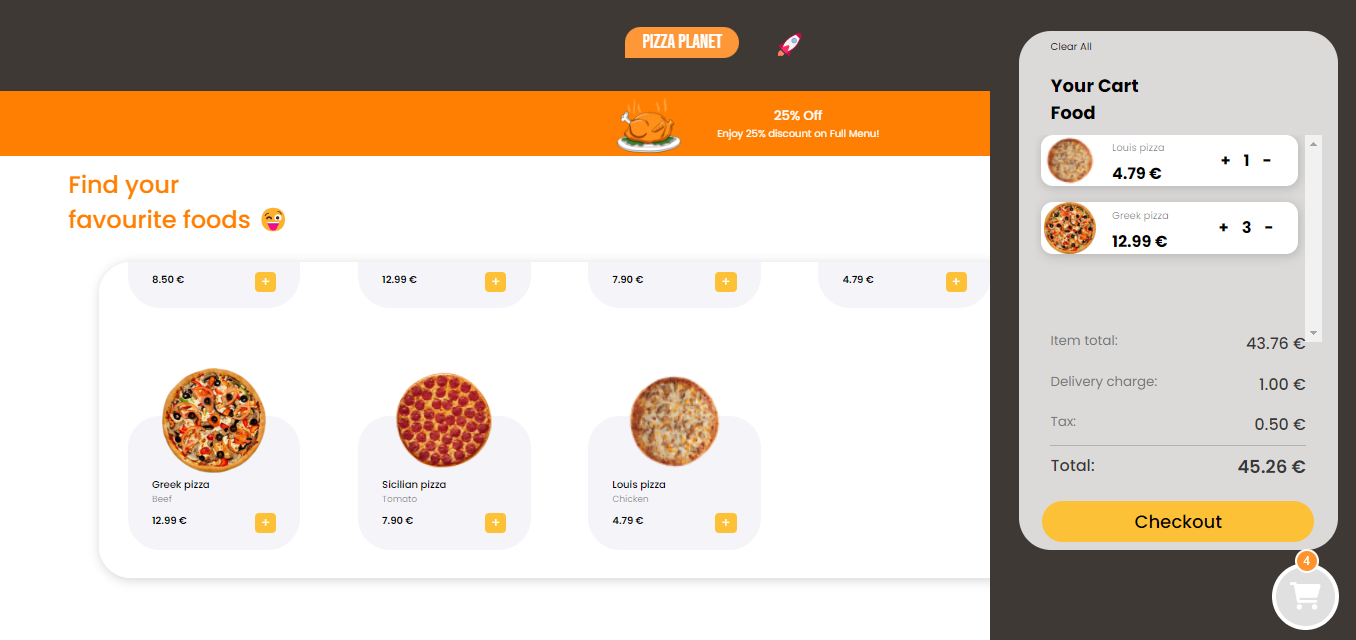 PIZZA PLANET
25% Off
Enjoy 25% discount on Full Menu!
Find your
favourite foods
8.50 €
+
12.99 €
+
7.90 €
+
4.79 €
+
Greek pizza
Beef
12.99 €
+
Sicilian pizza
Tomato
7.90 €
+
Louis pizza
Chicken
4.79 €
+
Clear All
Your Cart
Food
Louis pizza
4.79 €
+ 1 -
Greek pizza
12.99 €
+ 3 -
Item total: 43.76 €
Delivery charge: 1.00 €
Tax: 0.50 €
Total: 45.26 €
Checkout
4